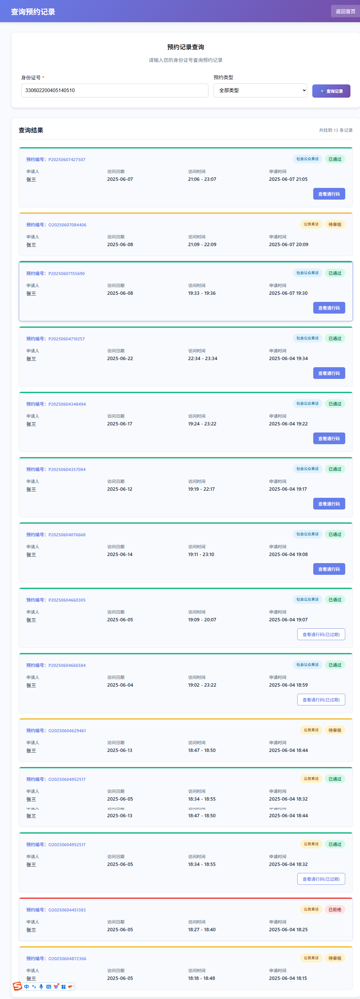 查询预约记录
返回首页
预约记录查询
请输入您的身份证号查询预约记录
身份证号 *
预约类型
330602200405140510
全部类型
查询记录
查询结果
共找到 13 条记录
预约编号：P20250607427507
社会公众来访 已通过
申请人 访问日期 访问时间 申请时间
张三 2025-06-07 21:06 - 23:07 2025-06-07 21:05
查看通行码
预约编号：O20250607084406
公务来访 待审核
申请人 访问日期 访问时间 申请时间
张三 2025-06-08 21:09 - 22:09 2025-06-07 20:09
预约编号：P20250607155690
社会公众来访 已通过
申请人 访问日期 访问时间 申请时间
张三 2025-06-08 19:33 - 19:36 2025-06-07 19:30
查看通行码
预约编号：P20250604710257
社会公众来访 已通过
申请人 访问日期 访问时间 申请时间
张三 2025-06-22 22:34 - 23:34 2025-06-04 19:34
查看通行码
预约编号：P20250604348494
社会公众来访 已通过
申请人 访问日期 访问时间 申请时间
张三 2025-06-17 19:24 - 23:22 2025-06-04 19:22
查看通行码
预约编号：P20250604357084
社会公众来访 已通过
申请人 访问日期 访问时间 申请时间
张三 2025-06-12 19:19 - 22:17 2025-06-04 19:17
查看通行码
预约编号：P20250604076668
社会公众来访 已通过
申请人 访问日期 访问时间 申请时间
张三 2025-06-14 19:11 - 23:10 2025-06-04 19:08
查看通行码
预约编号：P20250604660305
社会公众来访 已通过
申请人 访问日期 访问时间 申请时间
张三 2025-06-05 19:09 - 20:07 2025-06-04 19:07
查看通行码(已过期)
预约编号：P20250604666584
社会公众来访 已通过
申请人 访问日期 访问时间 申请时间
张三 2025-06-04 19:02 - 23:22 2025-06-04 18:59
查看通行码(已过期)
预约编号：O20250604629461
公务来访 待审核
申请人 访问日期 访问时间 申请时间
张三 2025-06-13 18:47 - 18:50 2025-06-04 18:44
预约编号：O20250604952517
公务来访 已通过
申请人 访问日期 访问时间 申请时间
张三 2025-06-05 18:34 - 18:55 2025-06-04 18:32
申请人 访问日期 访问时间 申请时间
张三 2025-06-13 18:47 - 18:50 2025-06-04 18:44
预约编号：O20250604952517
公务来访 已通过
申请人 访问日期 访问时间 申请时间
张三 2025-06-05 18:34 - 18:55 2025-06-04 18:32
查看通行码(已过期)
预约编号：O20250604451383
公务来访 已拒绝
申请人 访问日期 访问时间 申请时间
张三 2025-06-05 18:27 - 18:40 2025-06-04 18:25
预约编号：O20250604872366
公务来访 待审核
申请人 访问日期 访问时间 申请时间
张三 2025-06-05 18:18 - 18:48 2025-06-04 18:15
S 中